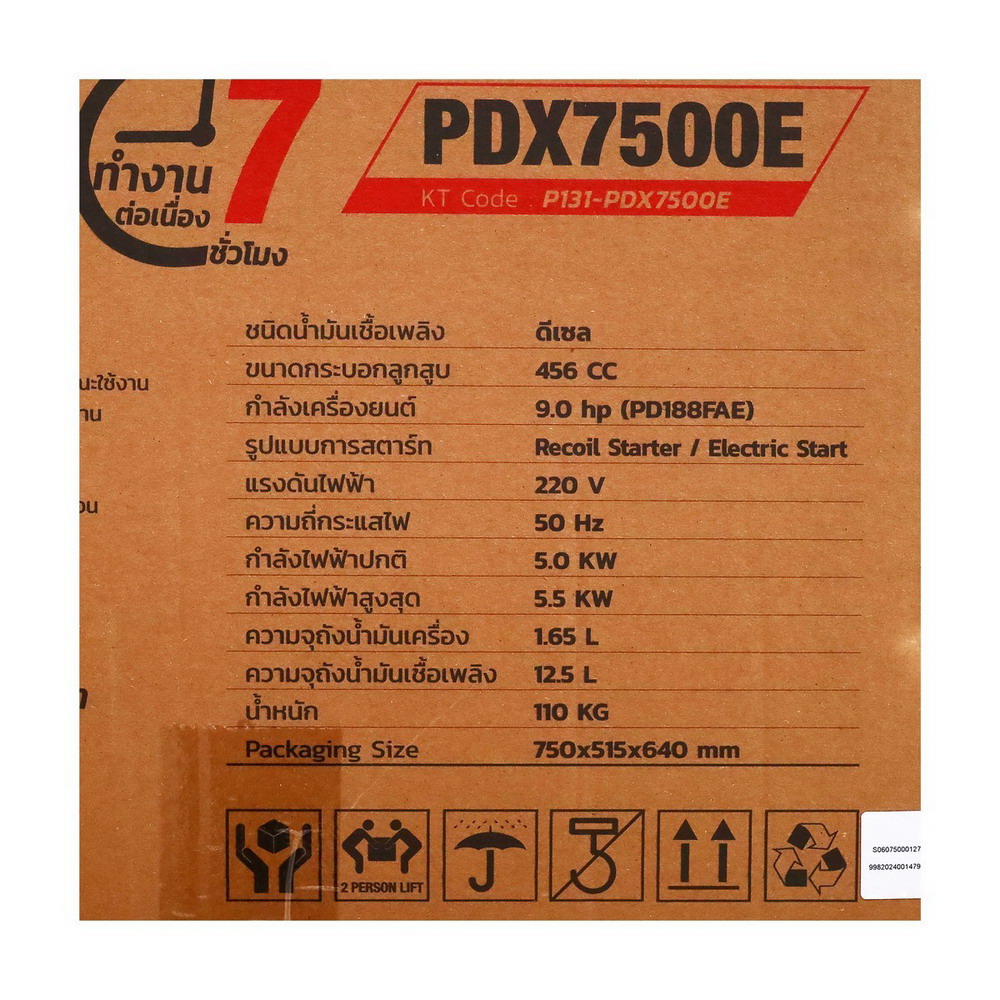 ทำงาน
ต่อเนื่อง
7
ชั่วโมง
PDX7500E
KT Code : P131-PDX7500E
ชนิดน้ำมันเชื้อเพลิง ดีเซล
ขนาดกระบอกลูกสูบ 456 CC
กำลังเครื่องยนต์ 9.0 hp (PD188FAE)
รูปแบบการสตาร์ท Recoil Starter / Electric Start
แรงดันไฟฟ้า 220 V
ความถี่กระแสไฟ 50 Hz
กำลังไฟฟ้าปกติ 5.0 KW
กำลังไฟฟ้าสูงสุด 5.5 KW
ความจุถังน้ำมันเครื่อง 1.65 L
ความจุถังน้ำมันเชื้อเพลิง 12.5 L
น้ำหนัก 110 KG
Packaging Size 750x515x640 mm
2 PERSON LIFT
S06075000127
9982024001479